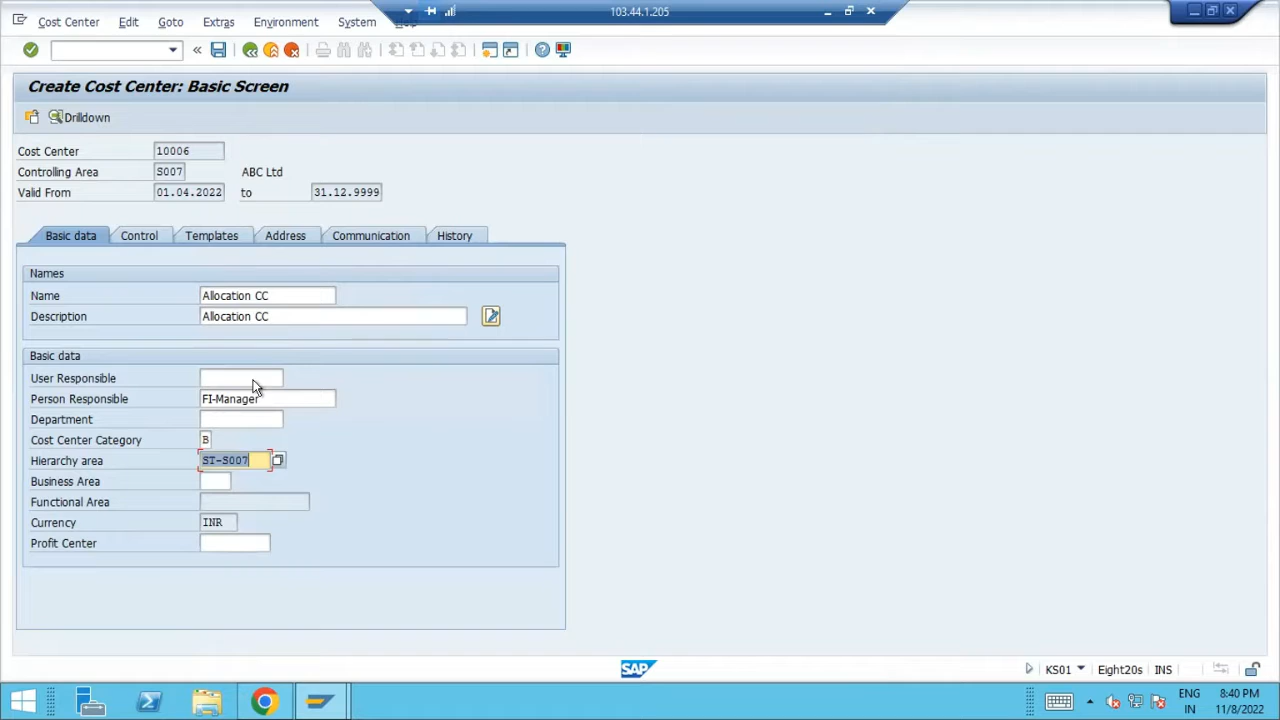 103.44.1.205
Cost Center Edit Goto Extras Environment System Help
Create Cost Center: Basic Screen
Drilldown
Cost Center 10006
Controlling Area S007 ABC Ltd
Valid From 01.04.2022 to 31.12.9999
Basic data Control Templates Address Communication History
Names
Name Allocation CC
Description Allocation CC
Basic data
User Responsible
Person Responsible FI-Manager
Department
Cost Center Category B
Hierarchy area ST-S007
Business Area
Functional Area
Currency INR
Profit Center
SAP KS01 Eight20s INS
ENG 8:40 PM
IN 11/8/2022